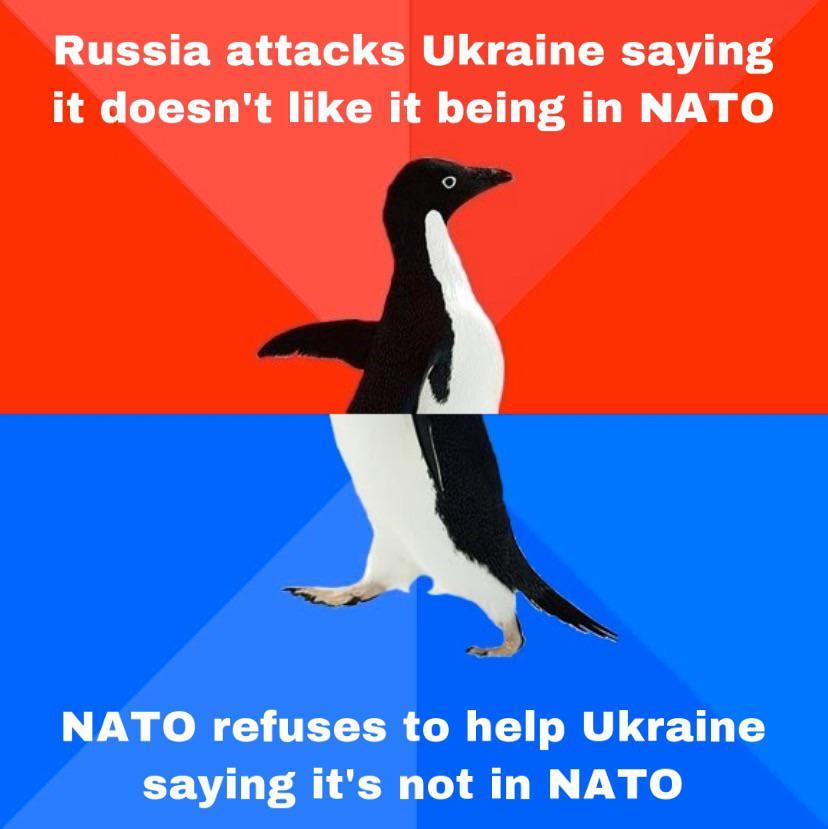 Russia attacks Ukraine saying
it doesn't like it being in NATO
NATO refuses to help Ukraine
saying it's not in NATO